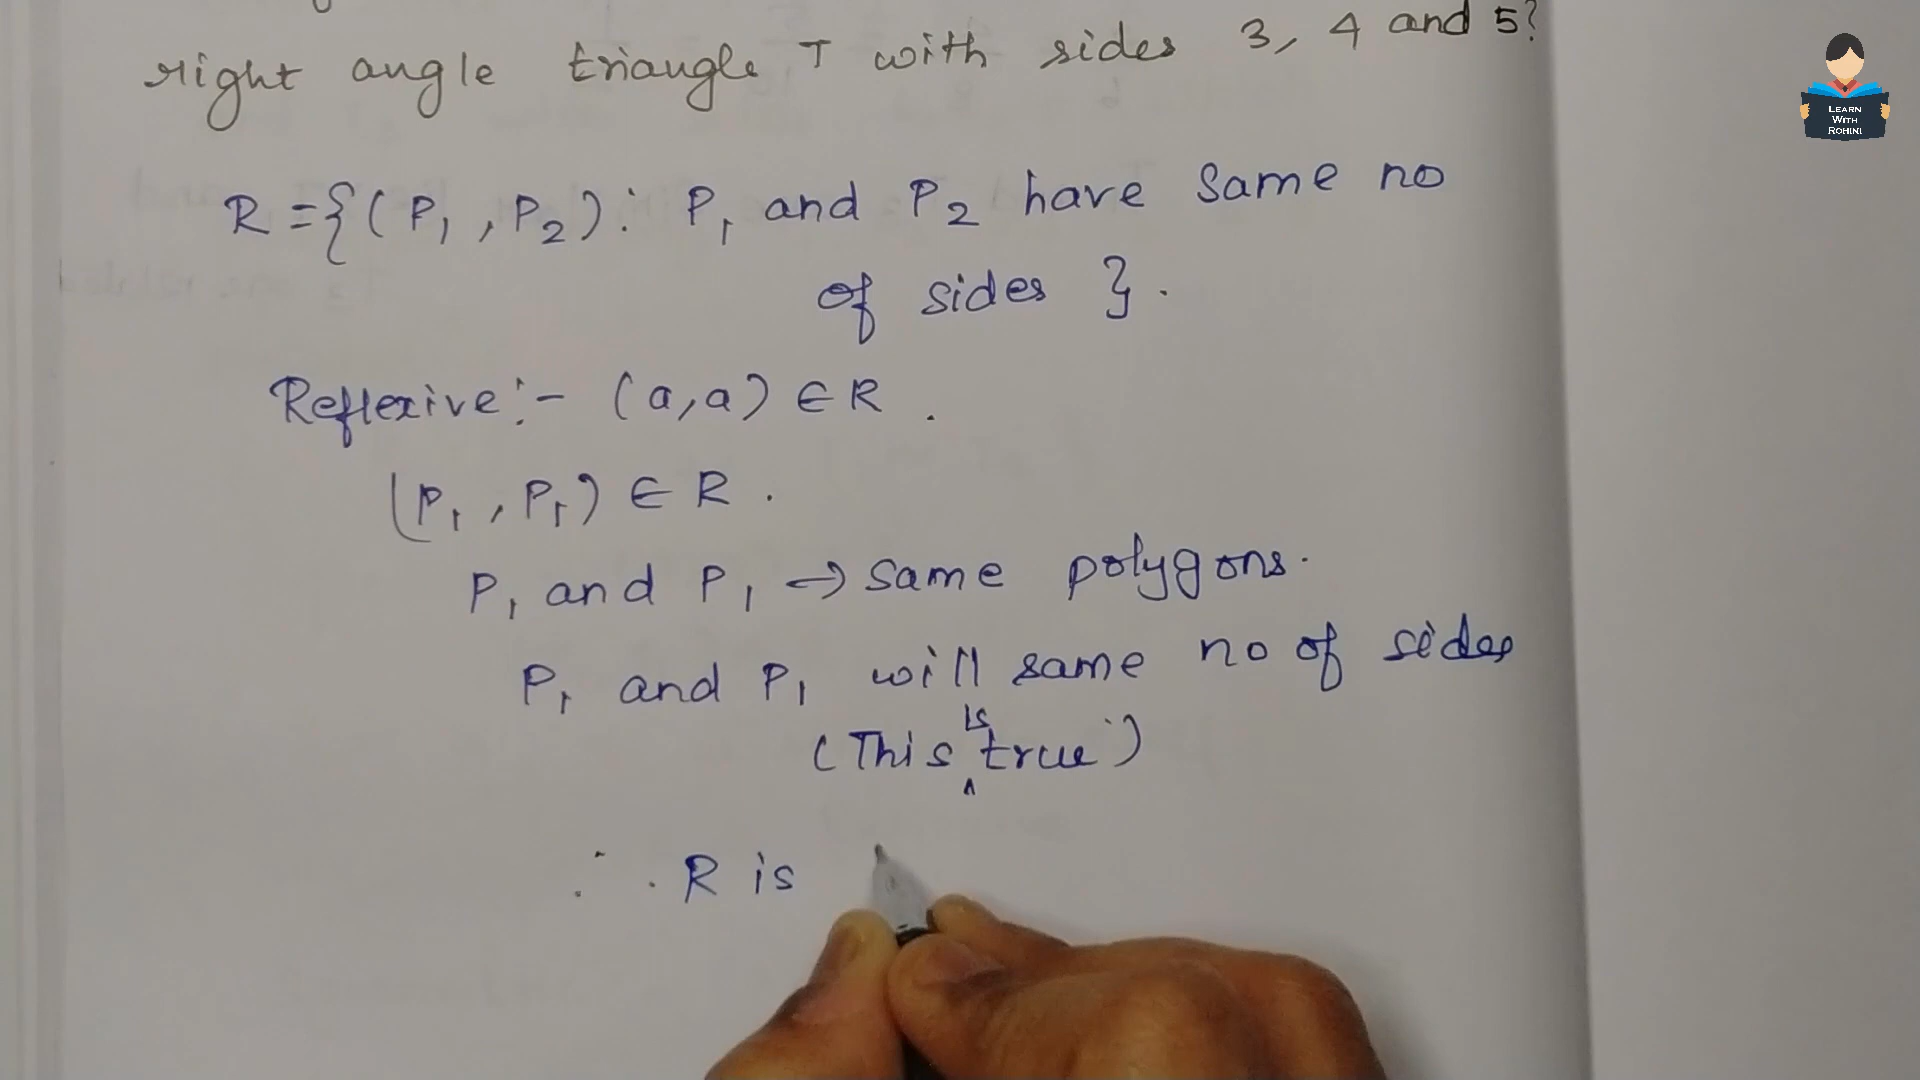 right angle triangle T with sides 3, 4 and 5?
R = {(P1, P2): P1 and P2 have same no
of sides }.
Reflexive:- (a,a) ∈ R.
(P1, P1) ∈ R.
P1 and P1 → same polygons.
P1 and P1 will same no of sides
(This is true)
∴ R is
LEARN
WITH
ROHINI